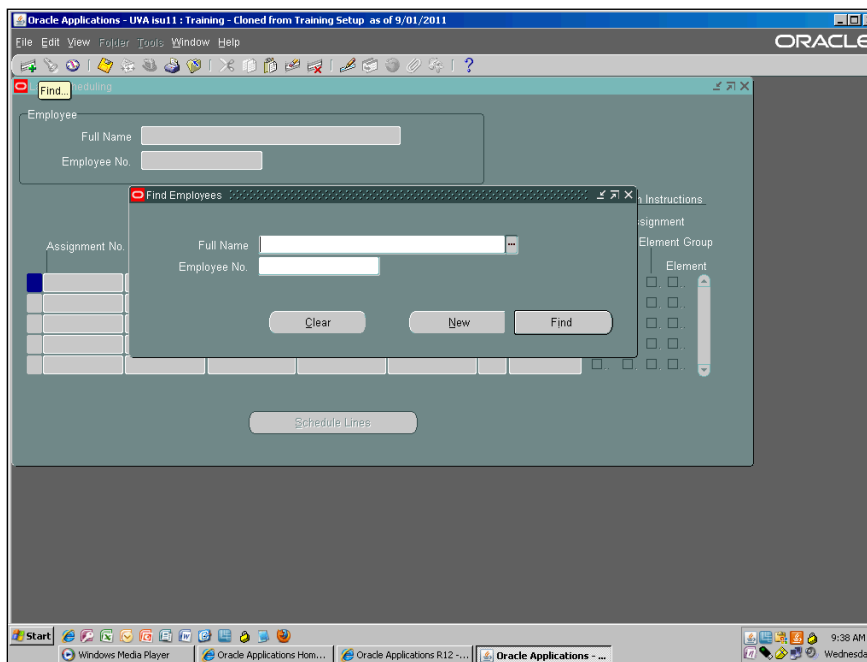 Oracle Applications - UVA isu11 : Training - Cloned from Training Setup as of 9/01/2011
File Edit View Folder Tools Window Help
ORACLE
Find...
eduling
Employee
Full Name
Employee No.
Find Employees
Instructions
signment
Assignment No.
Full Name
Element Group
Employee No.
Element
Clear
New
Find
Schedule Lines
Start
9:38 AM
Windows Media Player
Oracle Applications Hom...
Oracle Applications R12 -...
Oracle Applications - ...
Wednesda